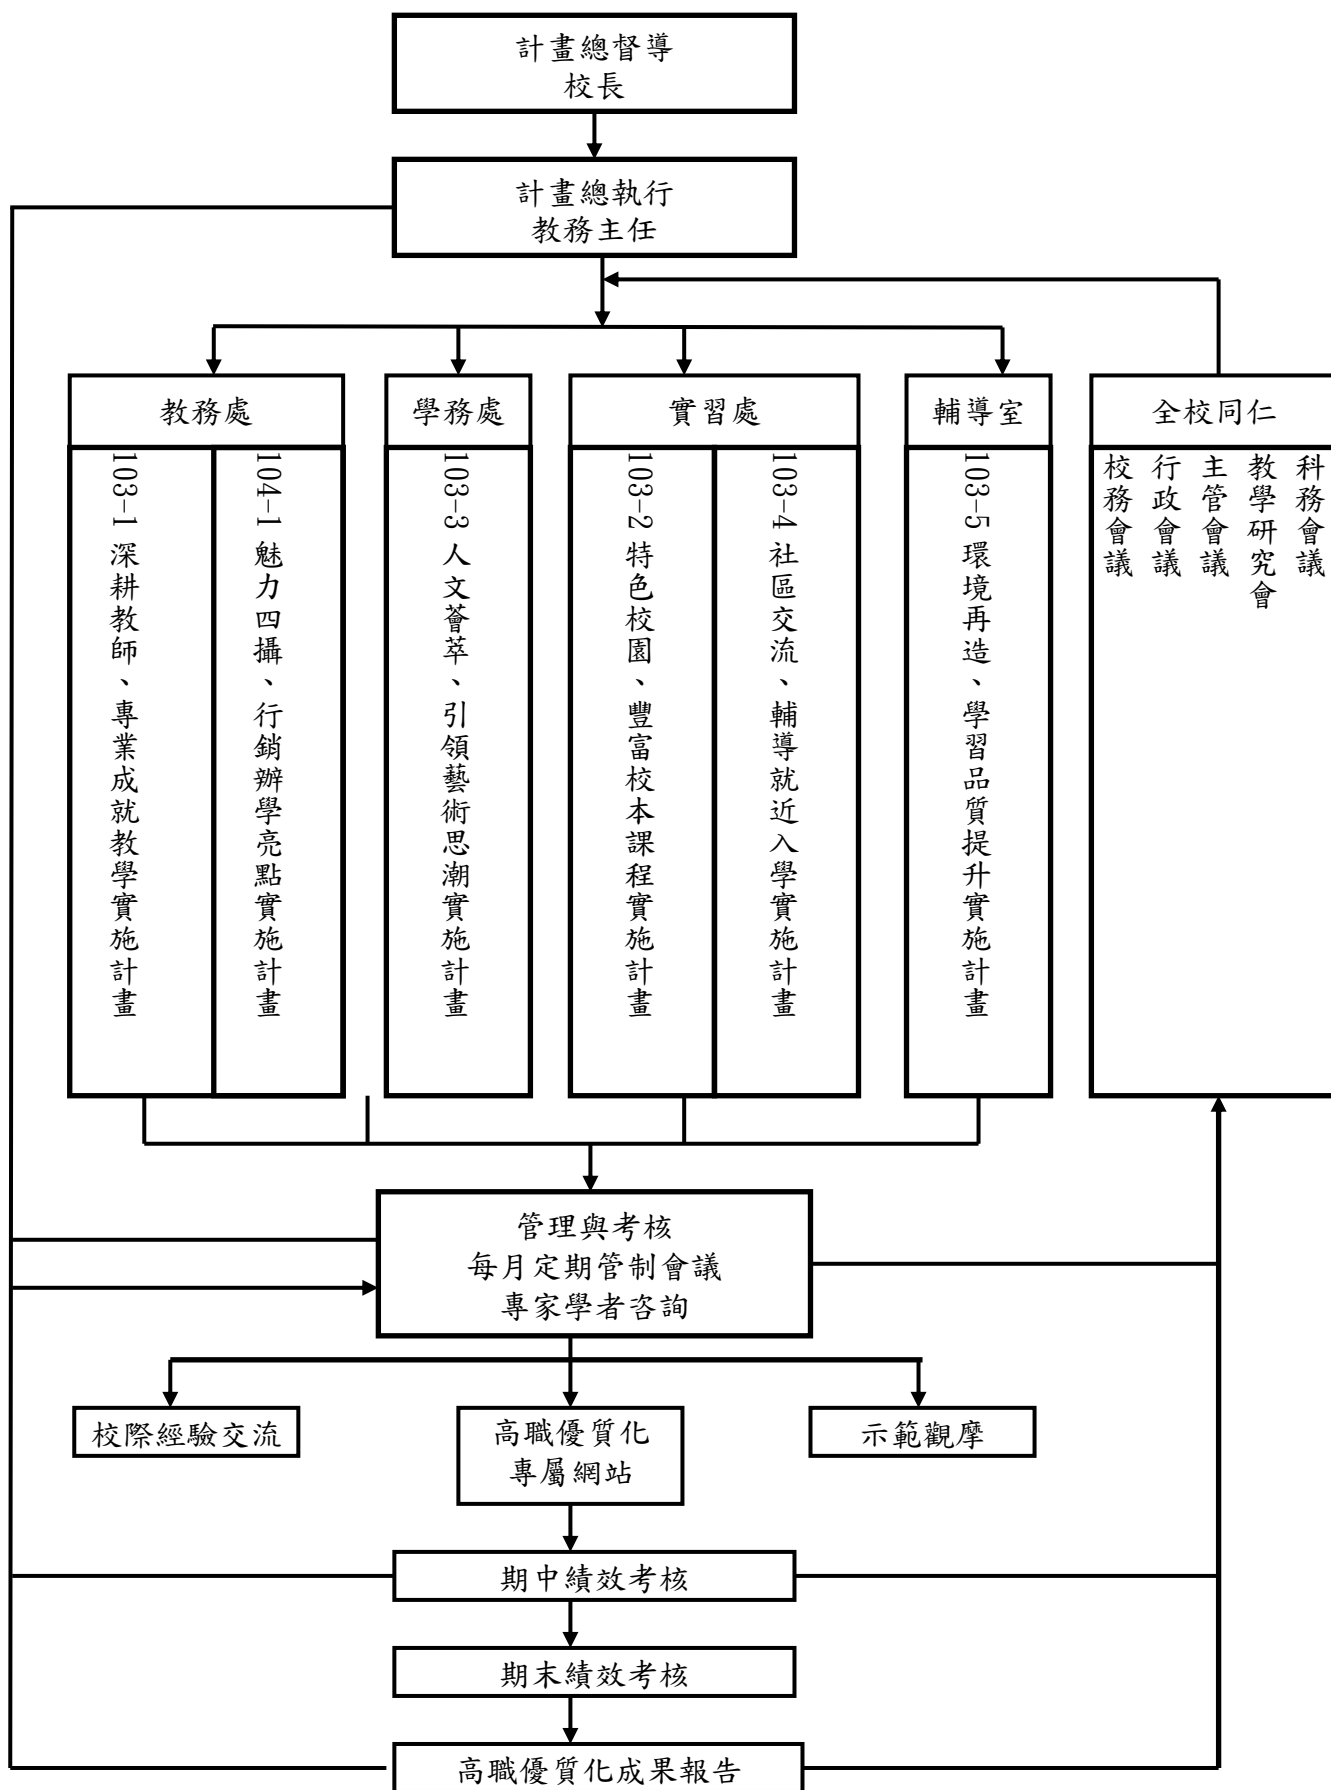 計畫總督導
校長
計畫總執行
教務主任
教務處
103-1 深耕教師、專業成就教學實施計畫
104-1 魅力四攝、行銷辦學亮點實施計畫
學務處
103-3 人文薈萃、引領藝術思潮實施計畫
實習處
103-2 特色校園、豐富校本課程實施計畫
103-4 社區交流、輔導就近入學實施計畫
輔導室
103-5 環境再造、學習品質提升實施計畫
全校同仁
科務會議
教學研究會
主管會議
行政會議
校務會議
管理與考核
每月定期管制會議
專家學者咨詢
校際經驗交流
高職優質化
專屬網站
示範觀摩
期中績效考核
期末績效考核
高職優質化成果報告